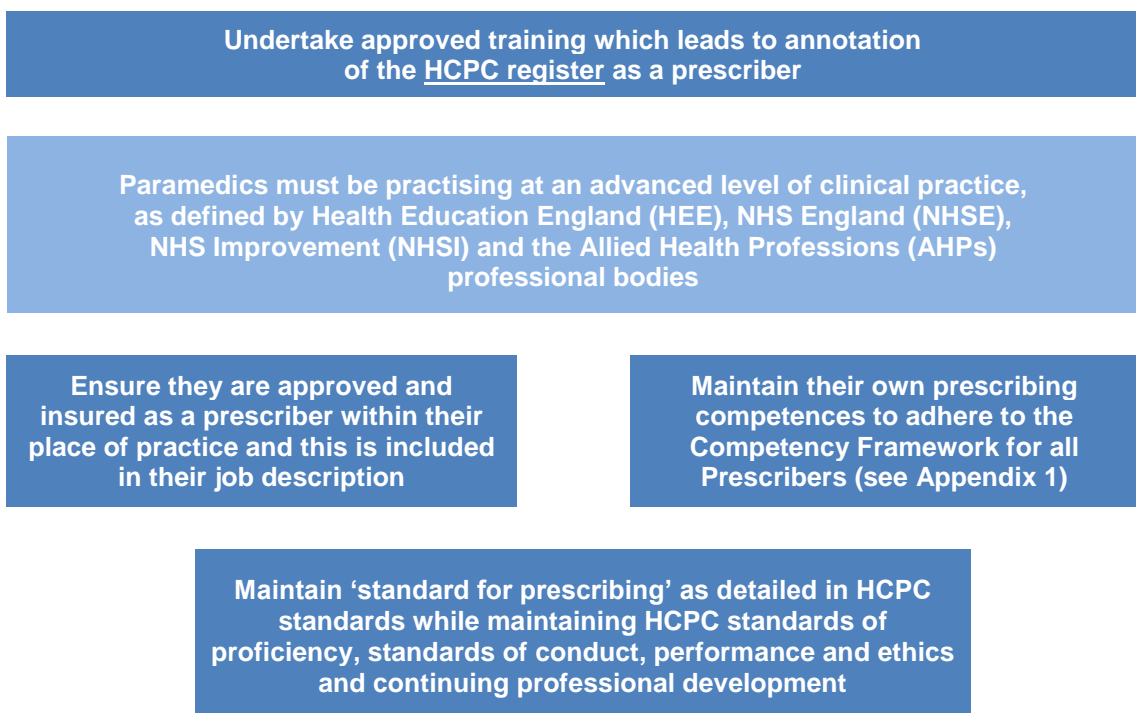 Undertake approved training which leads to annotation
of the HCPC register as a prescriber
Paramedics must be practising at an advanced level of clinical practice,
as defined by Health Education England (HEE), NHS England (NHSE),
NHS Improvement (NHSI) and the Allied Health Professions (AHPs)
professional bodies
Ensure they are approved and
insured as a prescriber within their
place of practice and this is included
in their job description
Maintain their own prescribing
competences to adhere to the
Competency Framework for all
Prescribers (see Appendix 1)
Maintain ‘standard for prescribing’ as detailed in HCPC
standards while maintaining HCPC standards of
proficiency, standards of conduct, performance and ethics
and continuing professional development